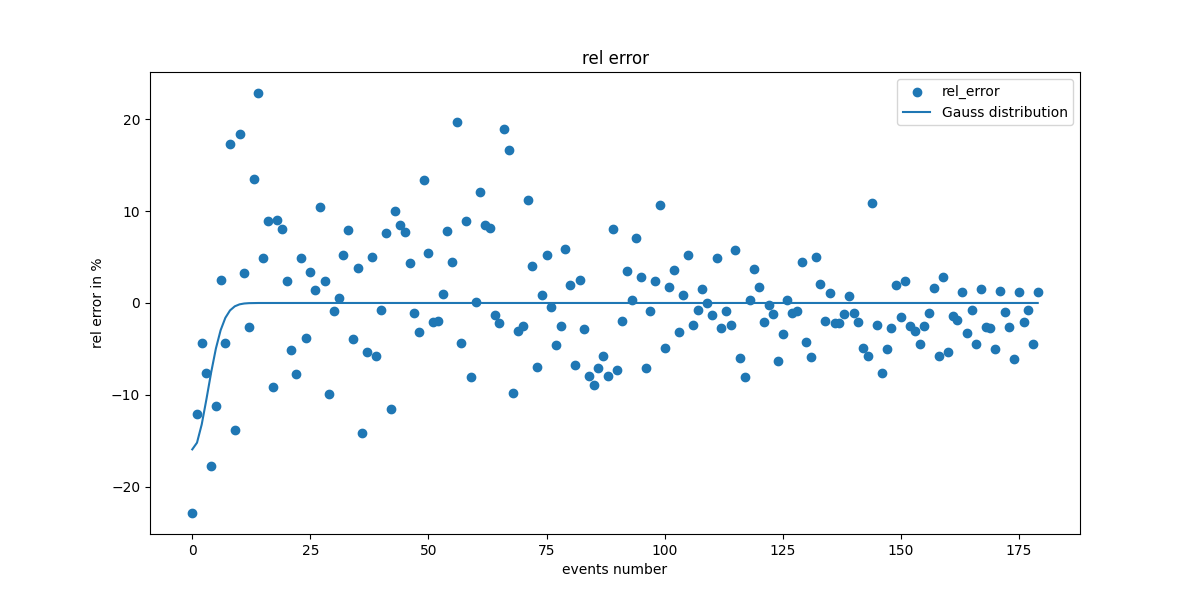 rel error
rel_error
Gauss distribution
rel error in %
20
10
0
−10
−20
0 25 50 75 100 125 150 175
events number